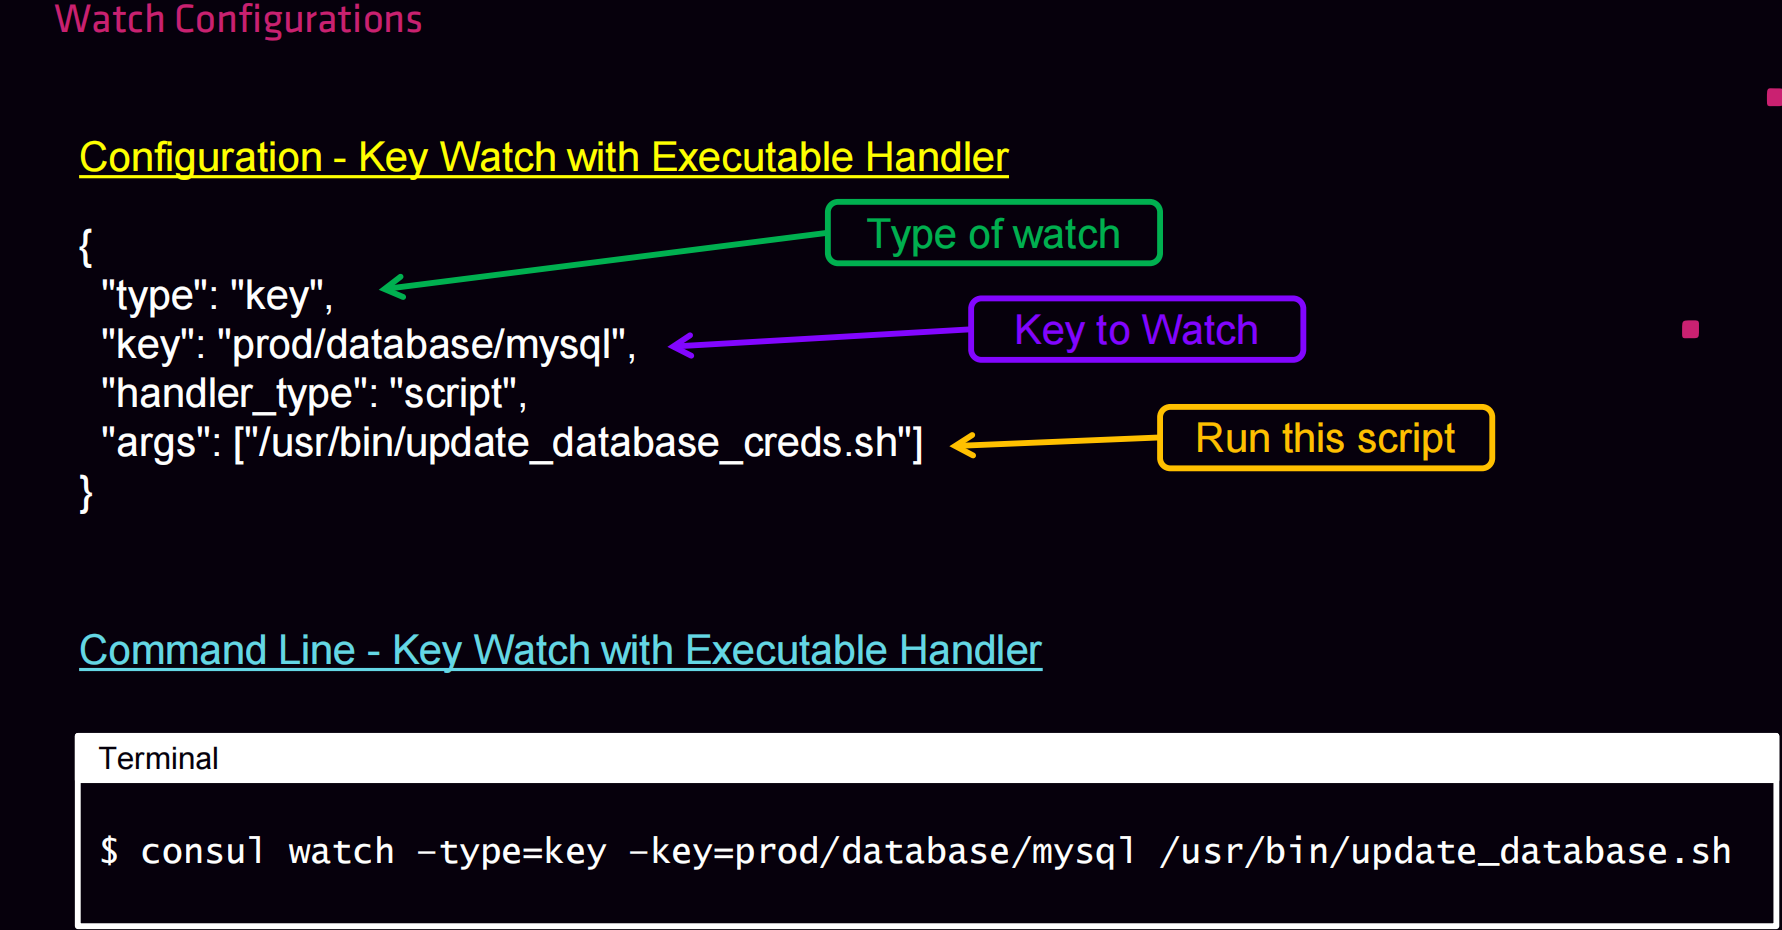 Watch Configurations
Configuration - Key Watch with Executable Handler
{
Type of watch
"type": "key",
"key": "prod/database/mysql",
Key to Watch
"handler_type": "script",
"args": ["/usr/bin/update_database_creds.sh"]
Run this script
}
Command Line - Key Watch with Executable Handler
Terminal
$ consul watch –type=key –key=prod/database/mysql /usr/bin/update_database.sh